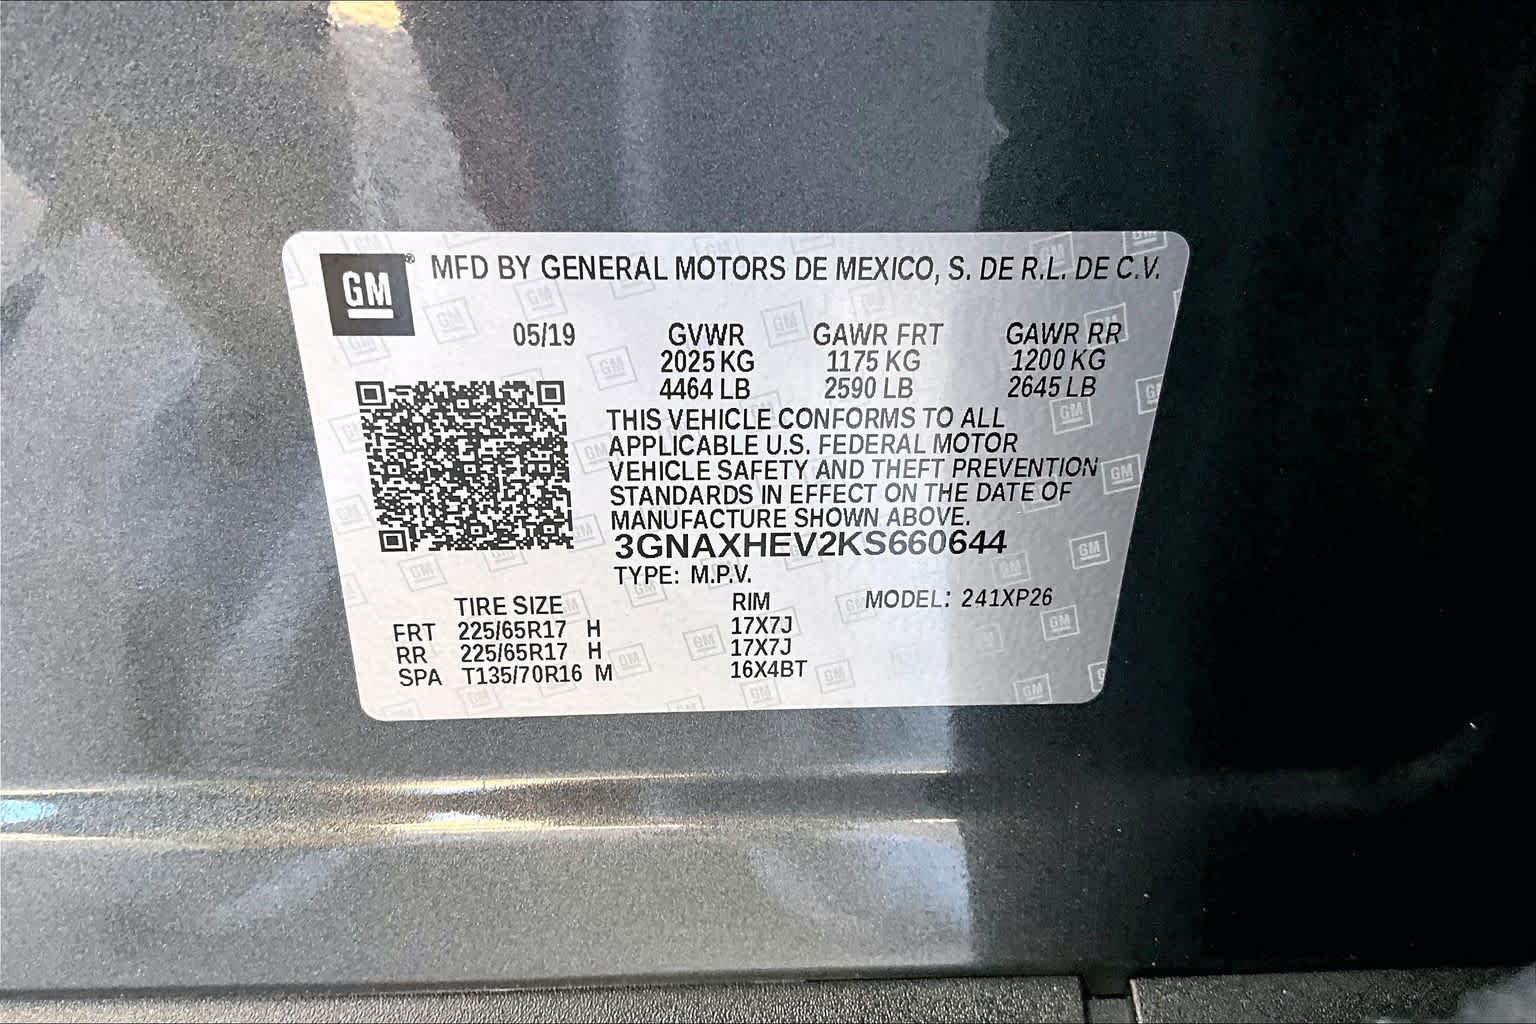 GM® MFD BY GENERAL MOTORS DE MEXICO, S. DE R.L. DE C.V.
05/19 GVWR GAWR FRT GAWR RR
2025 KG 1175 KG 1200 KG
4464 LB 2590 LB 2645 LB
THIS VEHICLE CONFORMS TO ALL
APPLICABLE U.S. FEDERAL MOTOR
VEHICLE SAFETY AND THEFT PREVENTION
STANDARDS IN EFFECT ON THE DATE OF
MANUFACTURE SHOWN ABOVE.
3GNAXHEV2KS660644
TYPE: M.P.V.
TIRE SIZE RIM MODEL: 241XP26
FRT 225/65R17 H 17X7J
RR 225/65R17 H 17X7J
SPA T135/70R16 M 16X4BT